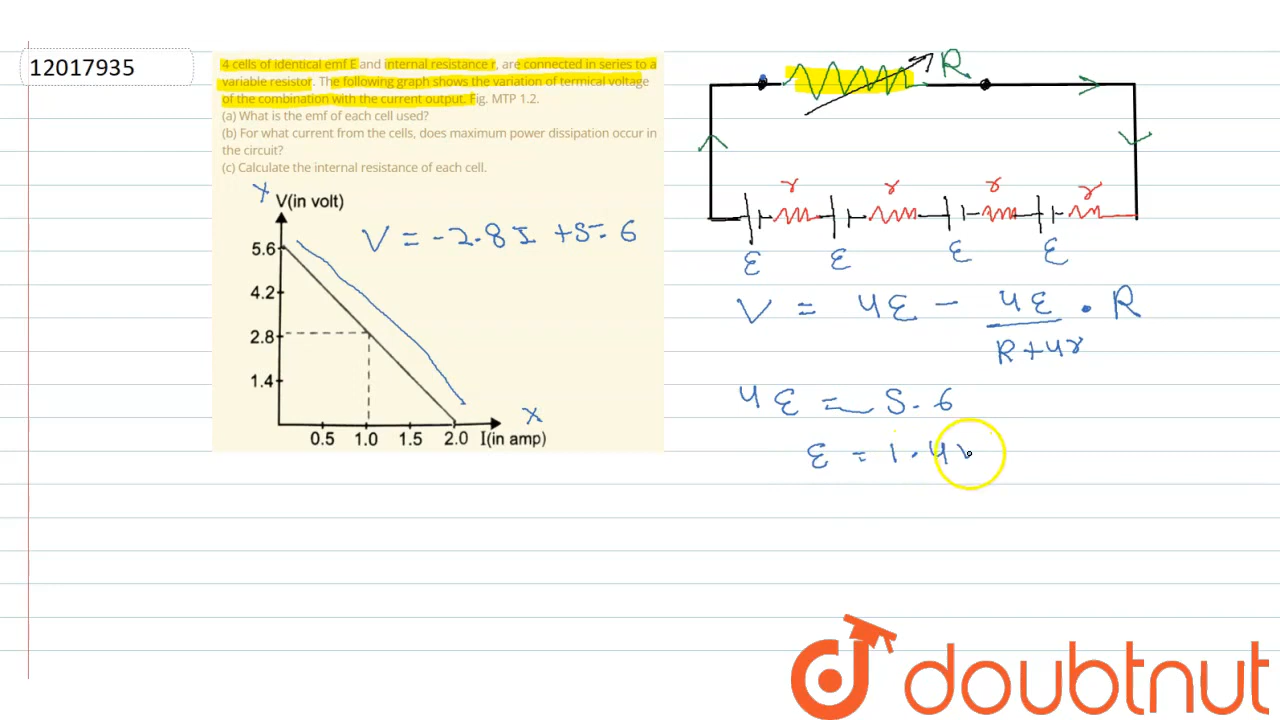 12017935
4 cells of identical emf E and internal resistance r, are connected in series to a
variable resistor. The following graph shows the variation of termical voltage
of the combination with the current output. Fig. MTP 1.2.
(a) What is the emf of each cell used?
(b) For what current from the cells, does maximum power dissipation occur in
the circuit?
(c) Calculate the internal resistance of each cell.
Y
V(in volt)
V = -2.8 I + 5.6
5.6
4.2
2.8
1.4
0.5 1.0 1.5 2.0 I(in amp)
X
R
r r r r
ε ε ε ε
V = 4ε - 4ε/(R+4r) · R
4ε = 5.6
ε = 1.4V
doubtnut